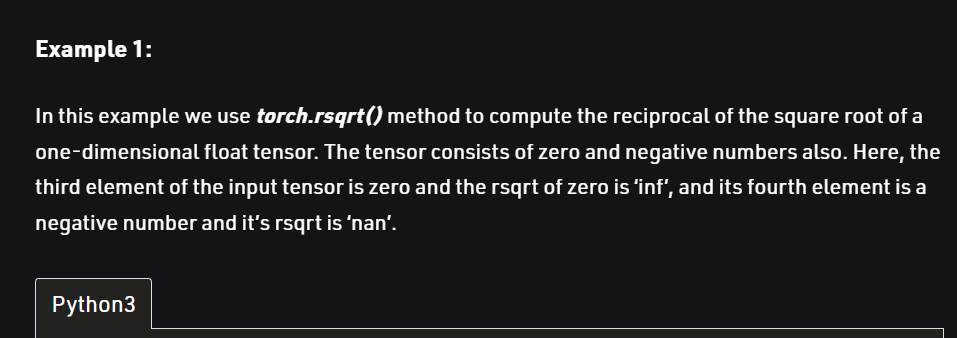 Example 1:
In this example we use torch.rsqrt() method to compute the reciprocal of the square root of a
one-dimensional float tensor. The tensor consists of zero and negative numbers also. Here, the
third element of the input tensor is zero and the rsqrt of zero is ‘inf’, and its fourth element is a
negative number and it’s rsqrt is ‘nan’.
Python3